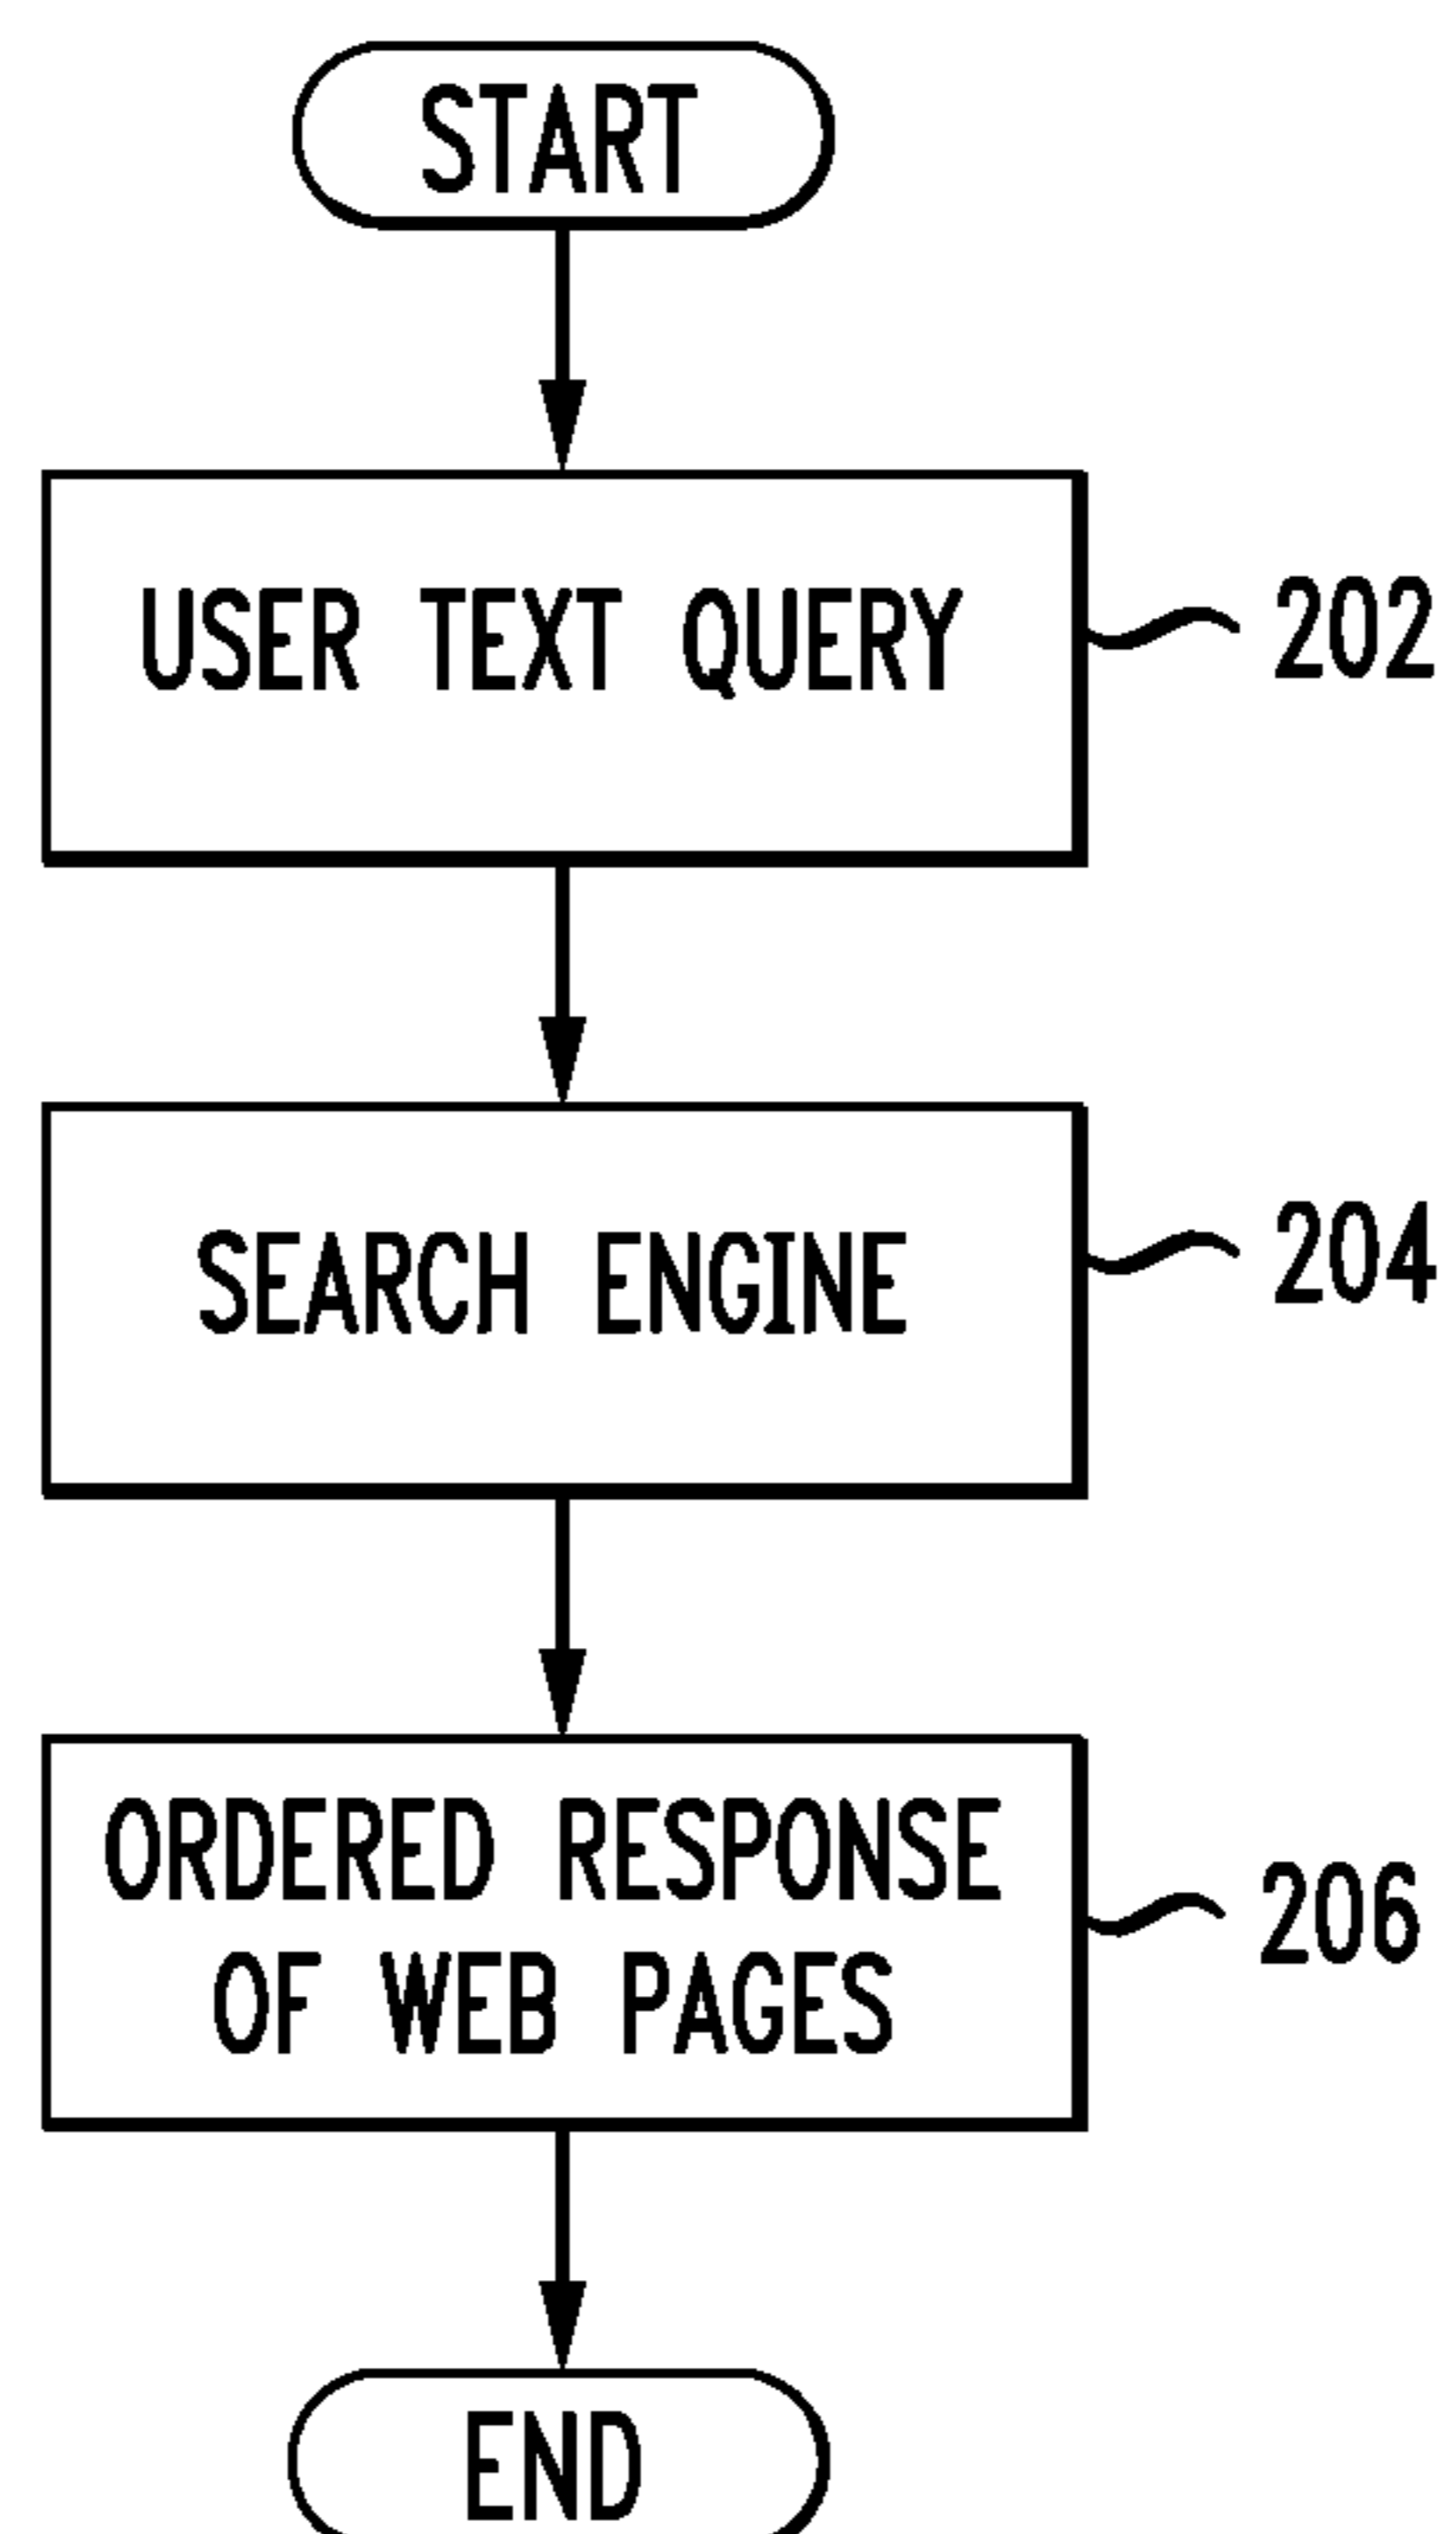 START
USER TEXT QUERY
202
SEARCH ENGINE
204
ORDERED RESPONSE
OF WEB PAGES
206
END